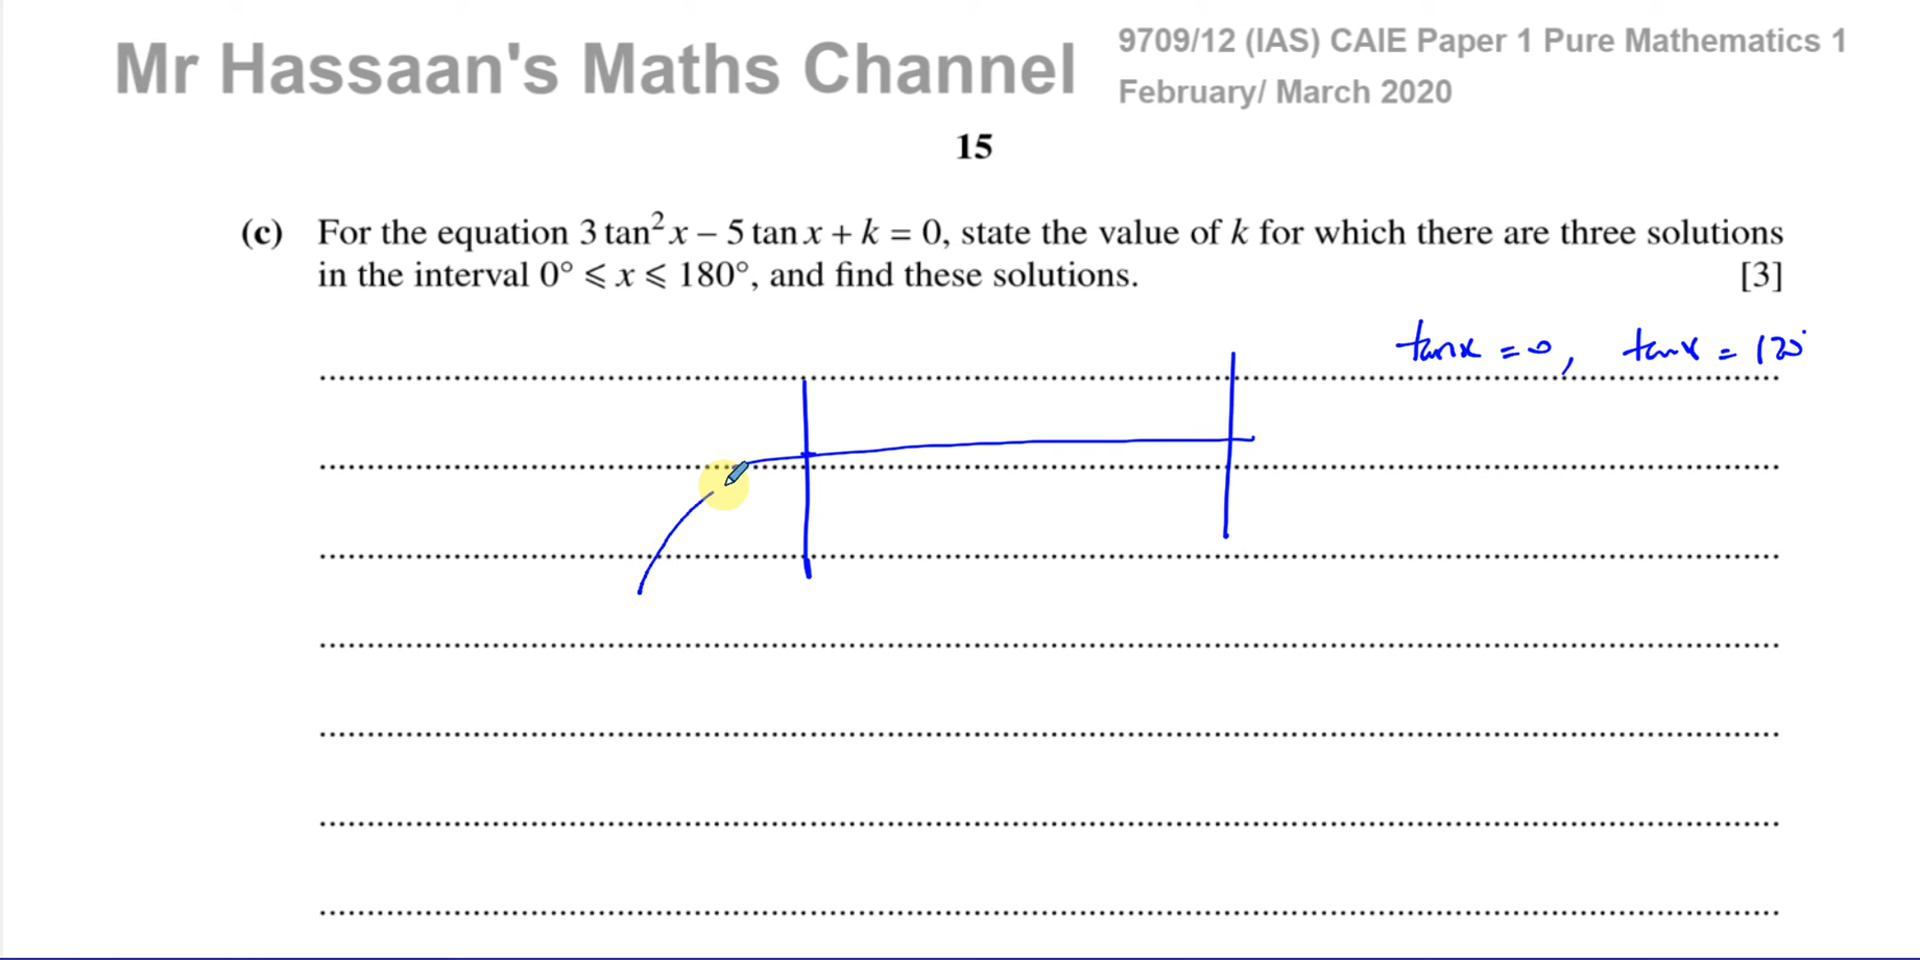 Mr Hassaan's Maths Channel
9709/12 (IAS) CAIE Paper 1 Pure Mathematics 1
February/ March 2020
15
(c) For the equation 3 tan²x − 5 tan x + k = 0, state the value of k for which there are three solutions
in the interval 0° ⩽ x ⩽ 180°, and find these solutions. [3]
tanx = 0, tanx =